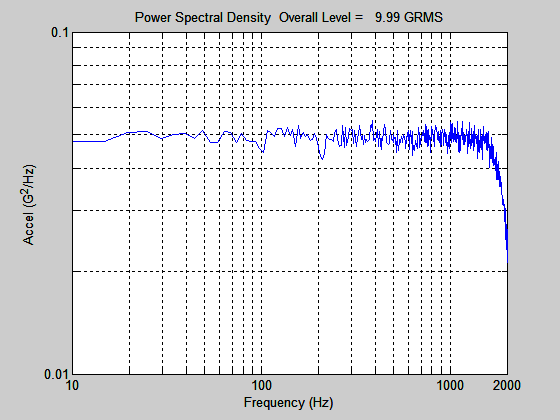 Power Spectral Density  Overall Level =   9.99 GRMS
0.1
Accel (G^2/Hz)
0.01
10 100 1000 2000
Frequency (Hz)